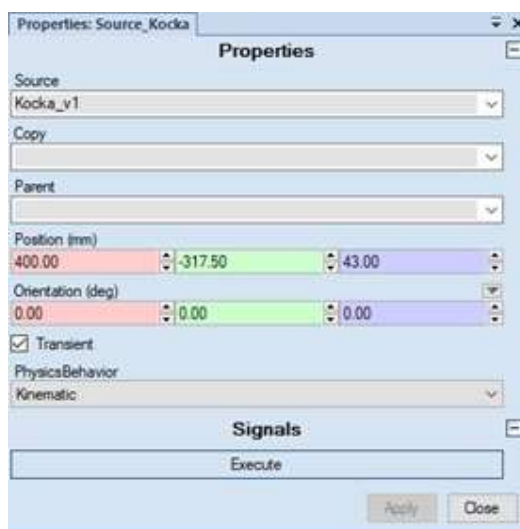 Properties: Source_Kocka
Properties
Source
Kocka_v1
Copy
Parent
Position (mm)
400.00 -317.50 43.00
Orientation (deg)
0.00 0.00 0.00
Transient
PhysicsBehavior
Kinematic
Signals
Execute
Apply Close